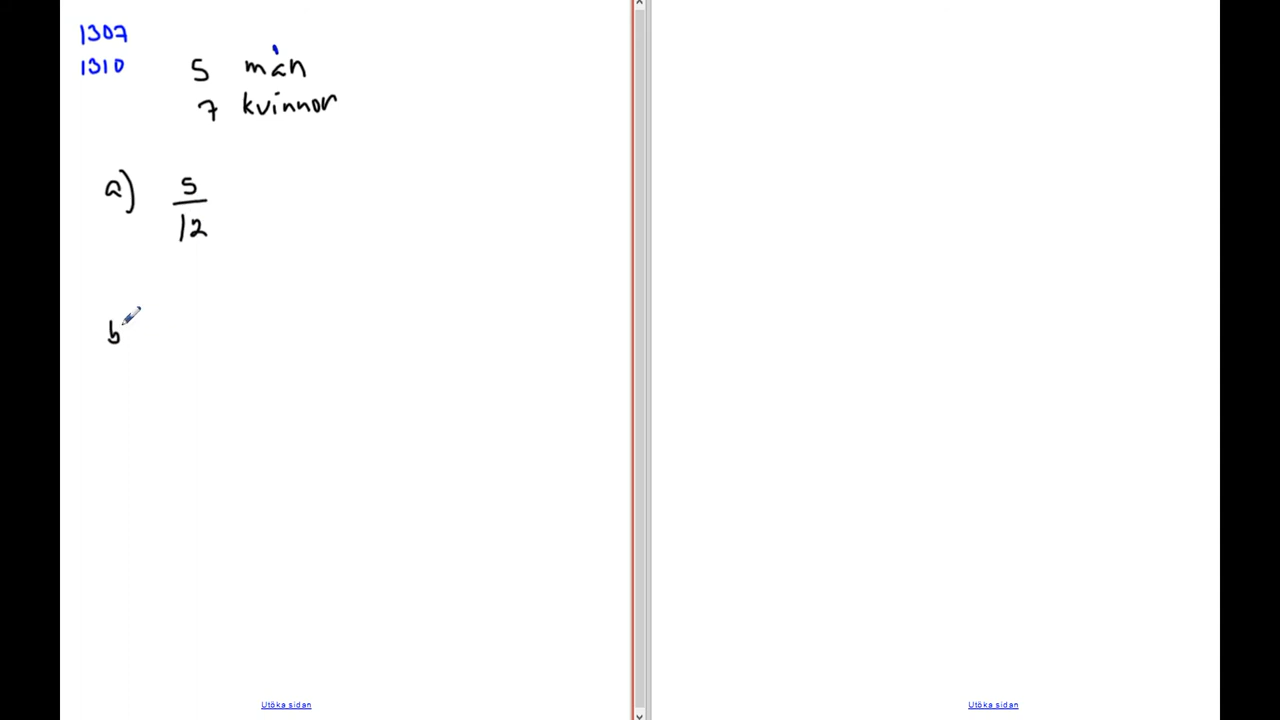 1307
1310
5 män
7 kvinnor
a) 5/12
b
Utöka sidan
Utöka sidan